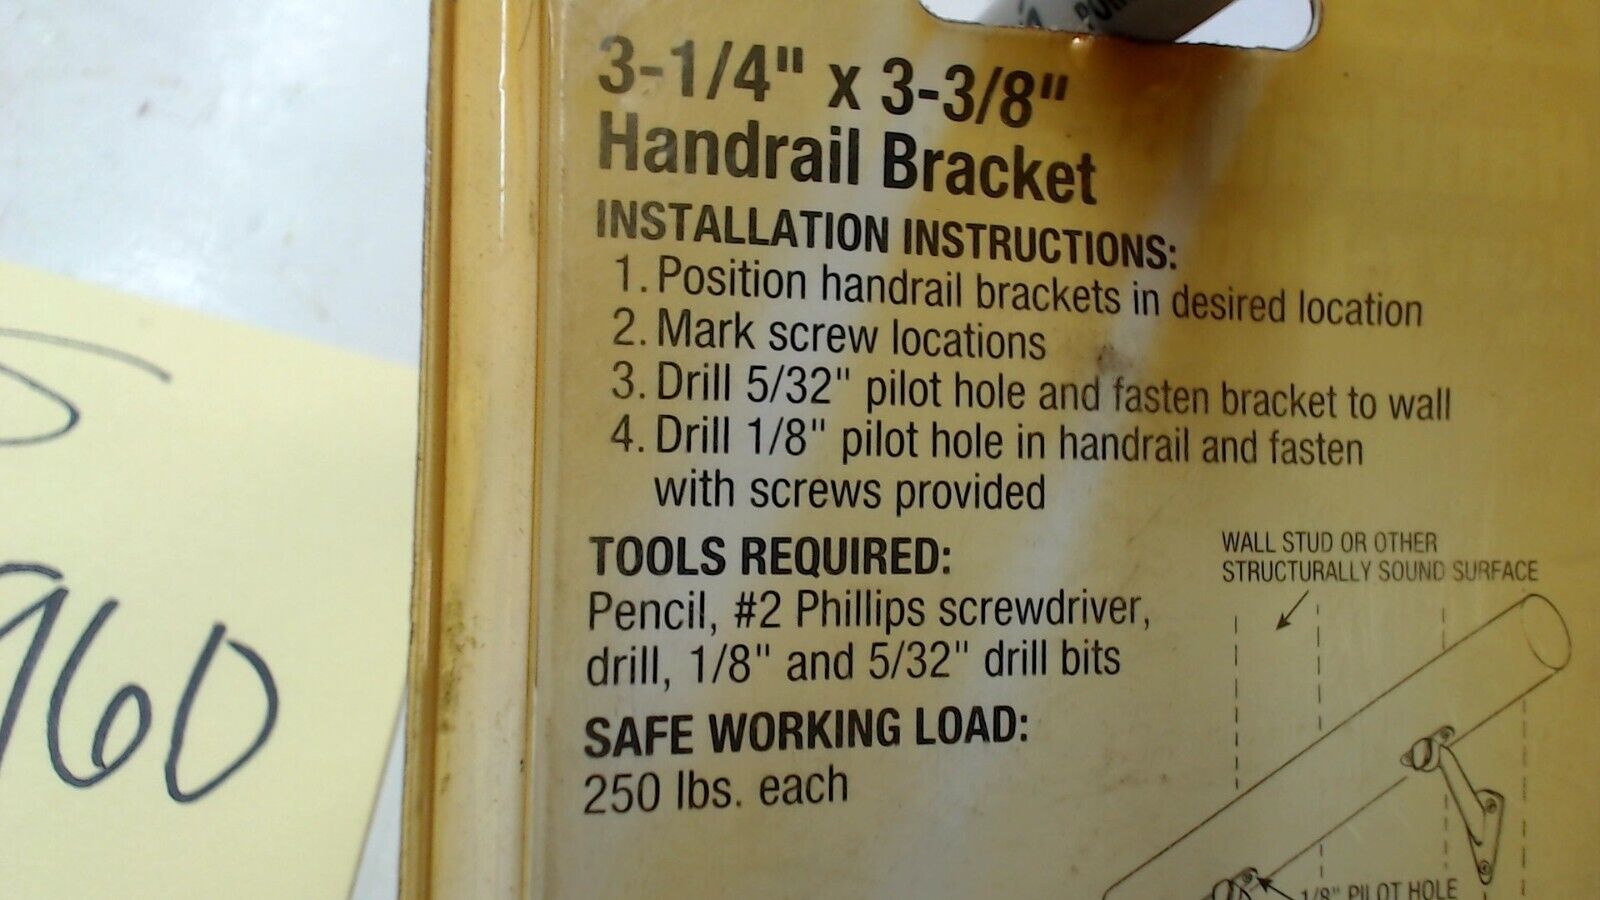 3-1/4" x 3-3/8"
Handrail Bracket
INSTALLATION INSTRUCTIONS:
1. Position handrail brackets in desired location
2. Mark screw locations
3. Drill 5/32" pilot hole and fasten bracket to wall
4. Drill 1/8" pilot hole in handrail and fasten
with screws provided
TOOLS REQUIRED:
Pencil, #2 Phillips screwdriver,
drill, 1/8" and 5/32" drill bits
SAFE WORKING LOAD:
250 lbs. each
WALL STUD OR OTHER
STRUCTURALLY SOUND SURFACE
1/8" PILOT HOLE
960